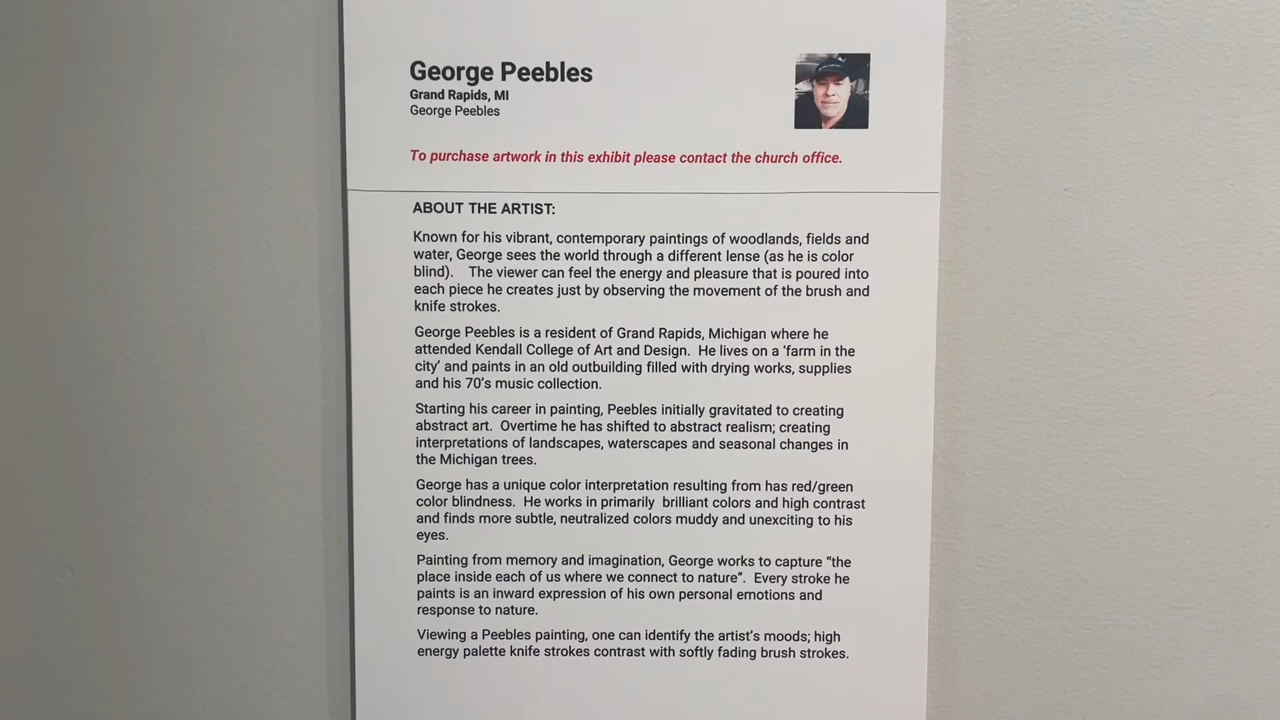 George Peebles
Grand Rapids, MI
George Peebles
To purchase artwork in this exhibit please contact the church office.
ABOUT THE ARTIST:
Known for his vibrant, contemporary paintings of woodlands, fields and
water, George sees the world through a different lense (as he is color
blind).    The viewer can feel the energy and pleasure that is poured into
each piece he creates just by observing the movement of the brush and
knife strokes.
George Peebles is a resident of Grand Rapids, Michigan where he
attended Kendall College of Art and Design.  He lives on a 'farm in the
city' and paints in an old outbuilding filled with drying works, supplies
and his 70's music collection.
Starting his career in painting, Peebles initially gravitated to creating
abstract art.  Overtime he has shifted to abstract realism; creating
interpretations of landscapes, waterscapes and seasonal changes in
the Michigan trees.
George has a unique color interpretation resulting from has red/green
color blindness.  He works in primarily  brilliant colors and high contrast
and finds more subtle, neutralized colors muddy and unexciting to his
eyes.
Painting from memory and imagination, George works to capture "the
place inside each of us where we connect to nature".  Every stroke he
paints is an inward expression of his own personal emotions and
response to nature.
Viewing a Peebles painting, one can identify the artist's moods; high
energy palette knife strokes contrast with softly fading brush strokes.